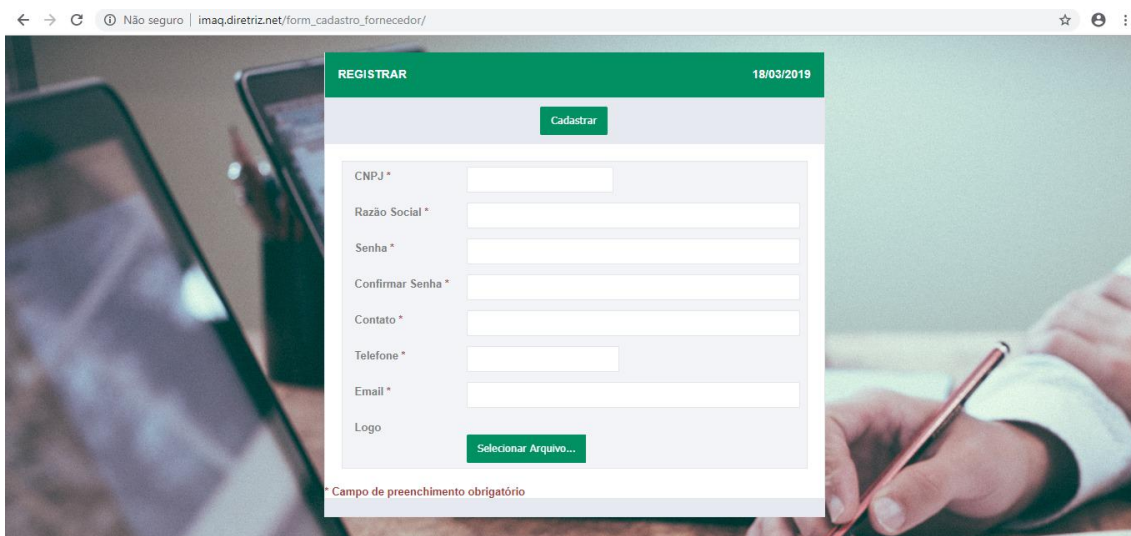 Não seguro | imaq.diretriz.net/form_cadastro_fornecedor/
REGISTRAR 18/03/2019
Cadastrar
CNPJ *
Razão Social *
Senha *
Confirmar Senha *
Contato *
Telefone *
Email *
Logo
Selecionar Arquivo...
* Campo de preenchimento obrigatório